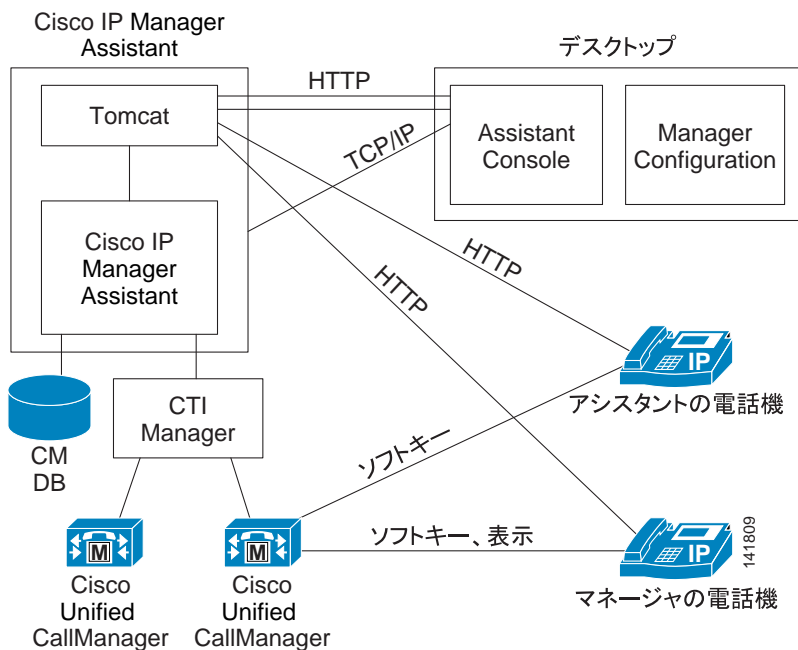 Cisco IP Manager
Assistant
デスクトップ
HTTP
Tomcat
Assistant
Console
Manager
Configuration
TCP/IP
Cisco IP
Manager
Assistant
HTTP
HTTP
IP
アシスタントの電話機
CTI
Manager
CM
DB
ソフトキー
ソフトキー、表示
M
M
IP
141809
マネージャの電話機
Cisco
Unified
CallManager
Cisco
Unified
CallManager